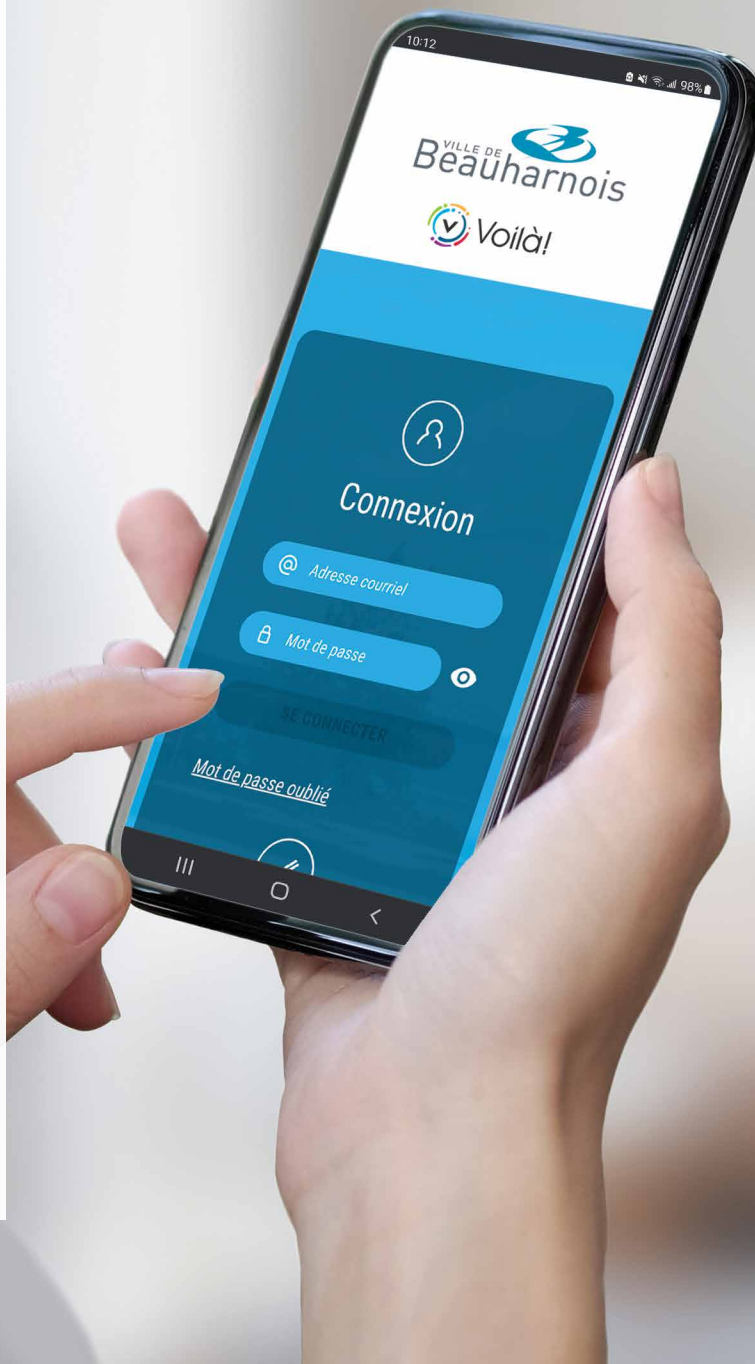 10:12
98%
VILLE DE
Beauharnois
Voilà!
Connexion
@ Adresse courriel
Mot de passe
SE CONNECTER
Mot de passe oublié